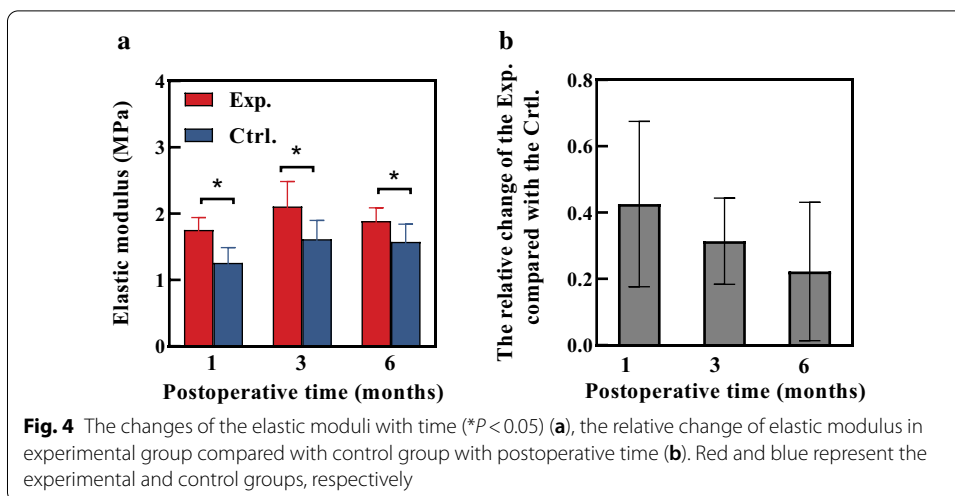 a
4
3
2
1
0
Elastic modulus (MPa)
Exp.
Ctrl.
*
*
*
1 3 6
Postoperative time (months)
b
0.8
0.6
0.4
0.2
0.0
The relative change of the Exp.
compared with the Crtl.
1 3 6
Postoperative time (months)
Fig. 4 The changes of the elastic moduli with time (*P < 0.05) (a), the relative change of elastic modulus in
experimental group compared with control group with postoperative time (b). Red and blue represent the
experimental and control groups, respectively